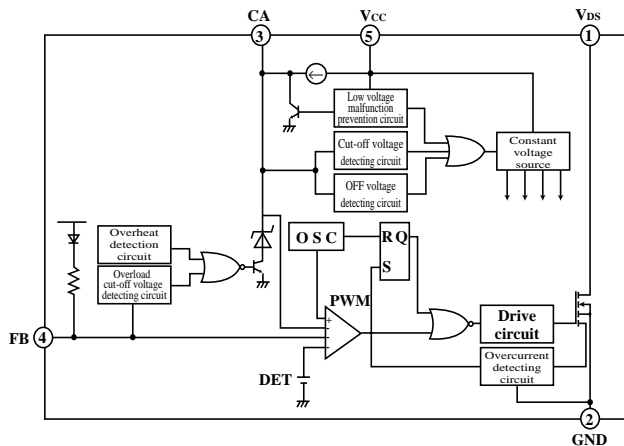 CA
VCC
VDS
3
5
1
Low voltage
malfunction
prevention circuit
Cut-off voltage
detecting circuit
OFF voltage
detecting circuit
Constant
voltage
source
Overheat
detection
circuit
Overload
cut-off voltage
detecting circuit
OSC
R Q
S
PWM
+
-
-
-
Drive
circuit
Overcurrent
detecting
circuit
FB
4
DET
2
GND